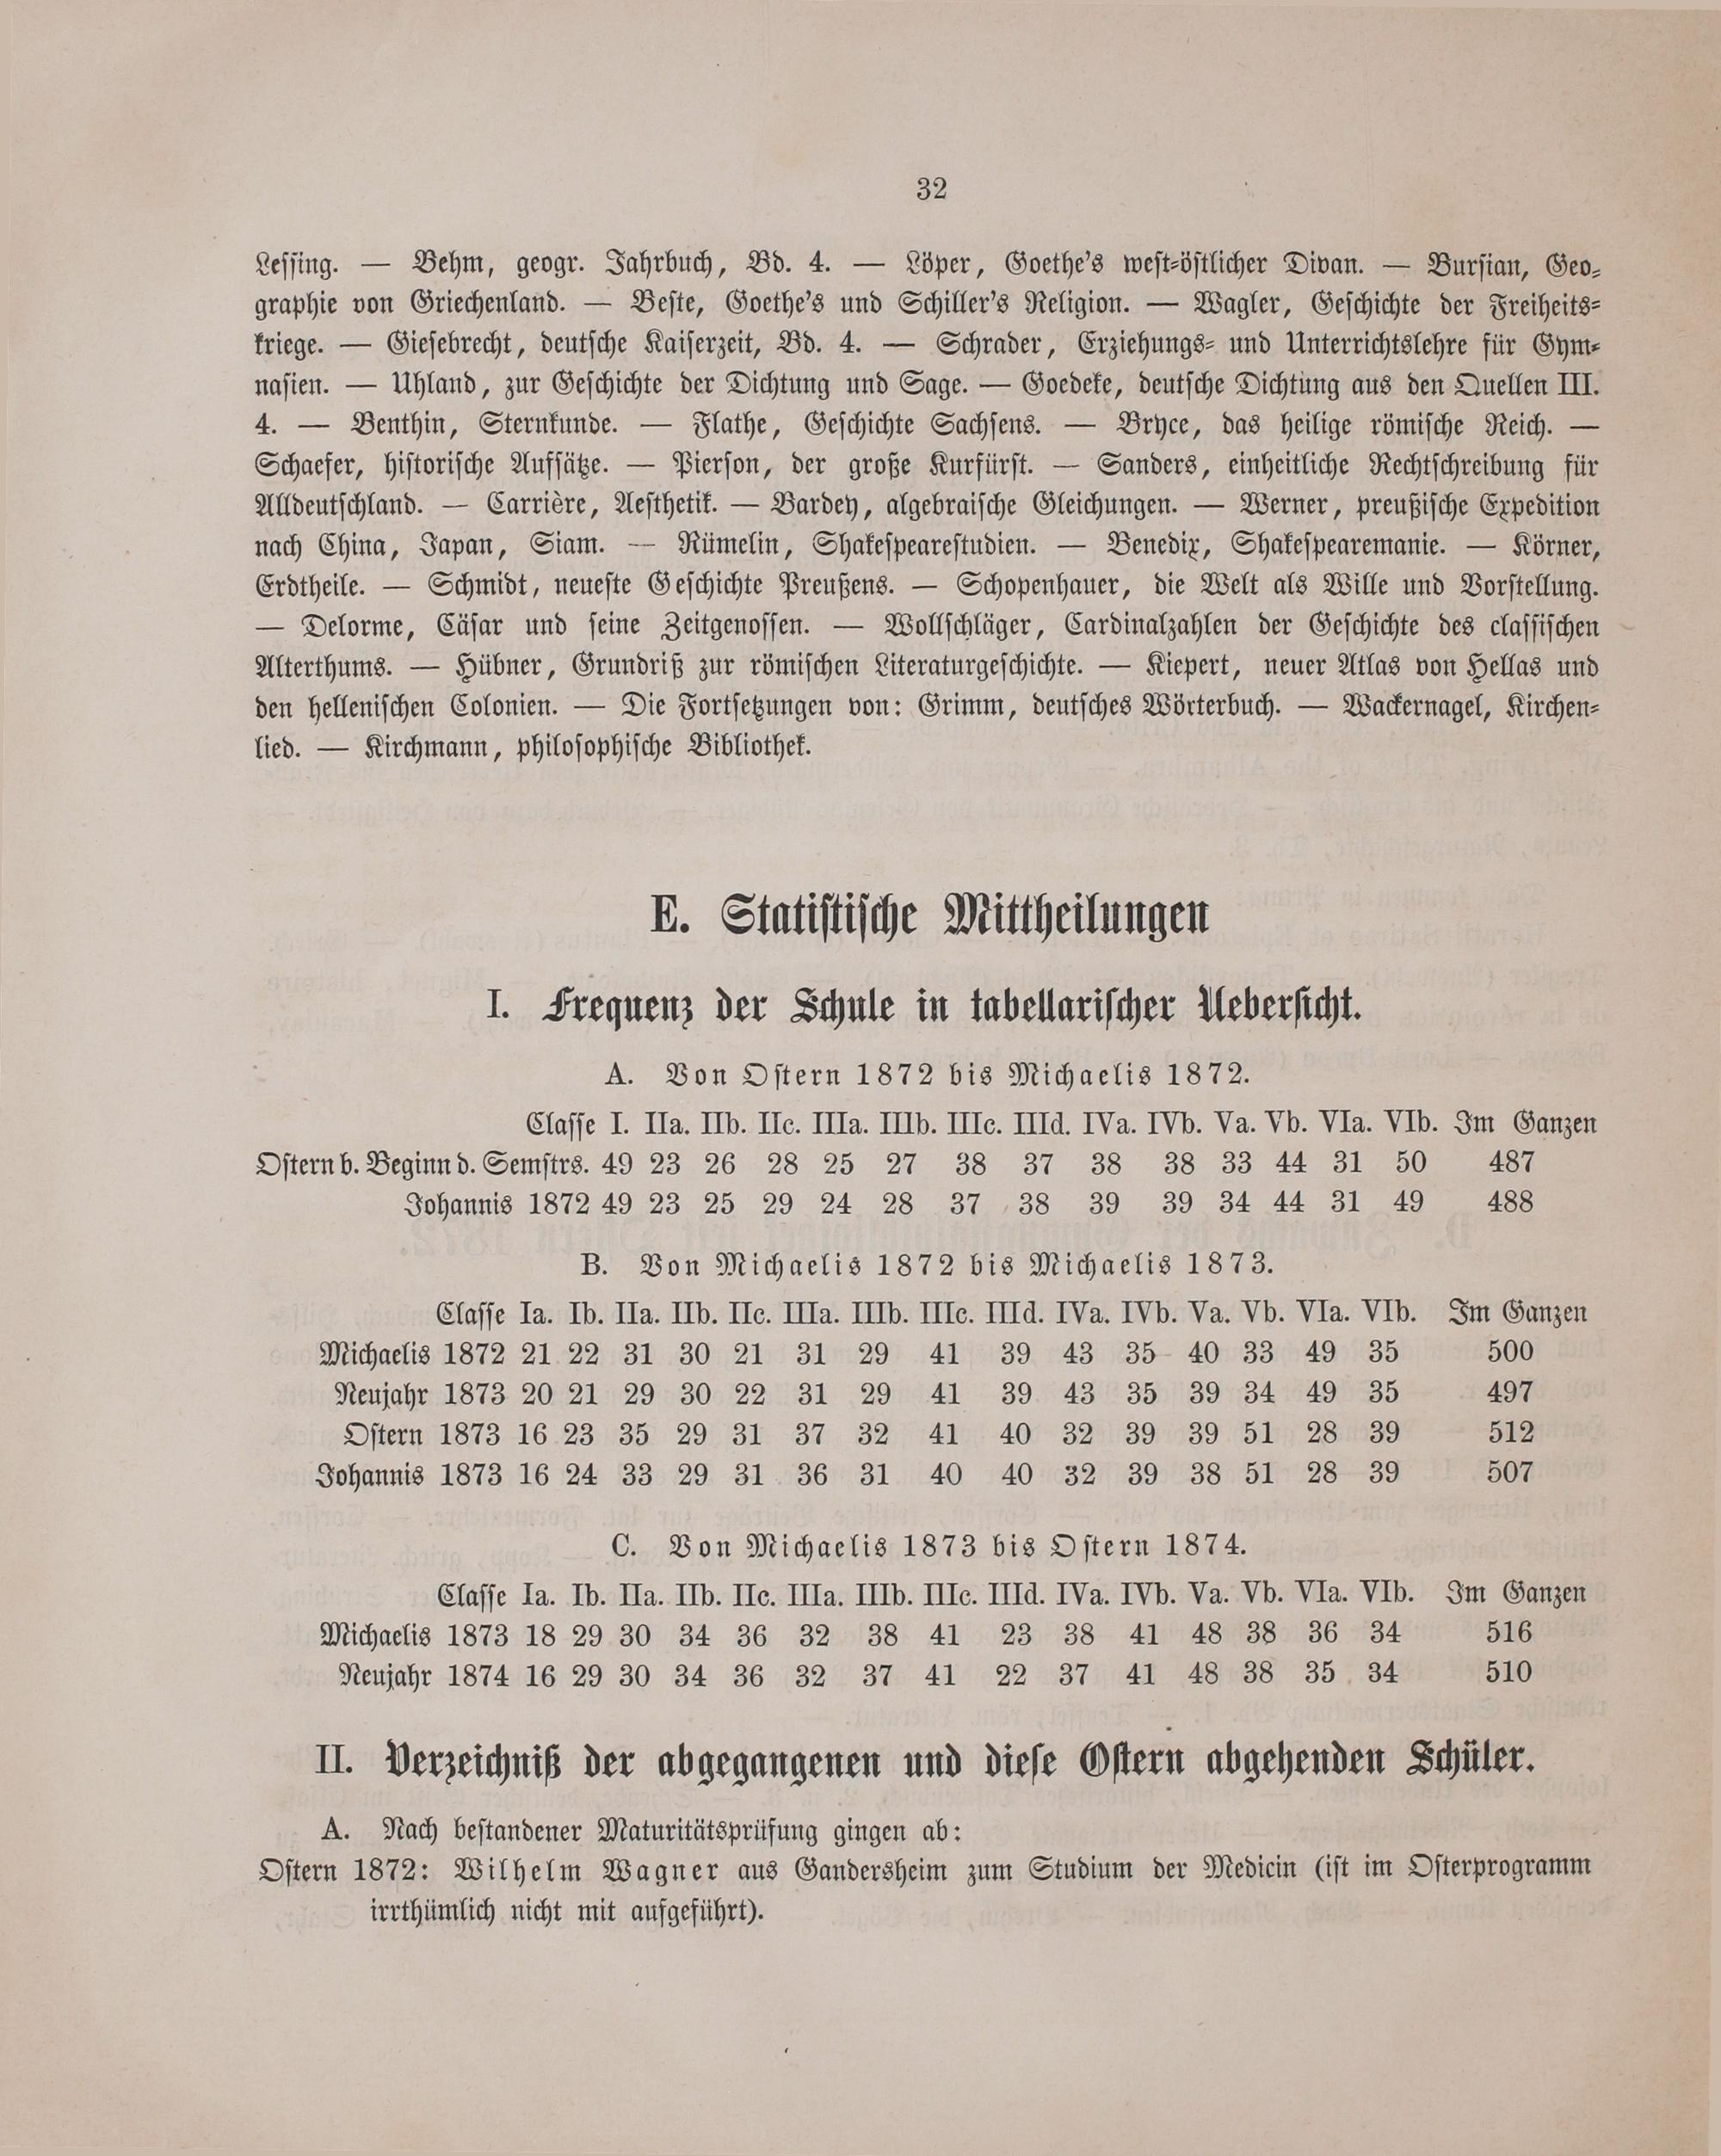 32
Lessing. — Behm, geogr. Jahrbuch, Bd. 4. — Löper, Goethe's west-östlicher Divan. — Bursian, Geo-
graphie von Griechenland. — Beste, Goethe's und Schiller's Religion. — Wagler, Geschichte der Freiheits-
kriege. — Giesebrecht, deutsche Kaiserzeit, Bd. 4. — Schrader, Erziehungs- und Unterrichtslehre für Gym-
nasien. — Uhland, zur Geschichte der Dichtung und Sage. — Goedeke, deutsche Dichtung aus den Quellen III.
4. — Benthin, Sternkunde. — Flathe, Geschichte Sachsens. — Bryce, das heilige römische Reich. —
Schaefer, historische Aufsätze. — Pierson, der große Kurfürst. — Sanders, einheitliche Rechtschreibung für
Alldeutschland. — Carrière, Aesthetik. — Bardey, algebraische Gleichungen. — Werner, preußische Expedition
nach China, Japan, Siam. — Rümelin, Shakespearestudien. — Benedix, Shakespearemanie. — Körner,
Erdtheile. — Schmidt, neueste Geschichte Preußens. — Schopenhauer, die Welt als Wille und Vorstellung.
— Delorme, Cäsar und seine Zeitgenossen. — Wollschläger, Cardinalzahlen der Geschichte des classischen
Alterthums. — Hübner, Grundriß zur römischen Literaturgeschichte. — Kiepert, neuer Atlas von Hellas und
den hellenischen Colonien. — Die Fortsetzungen von: Grimm, deutsches Wörterbuch. — Wackernagel, Kirchen-
lied. — Kirchmann, philosophische Bibliothek.
E. Statistische Mittheilungen
I. Frequenz der Schule in tabellarischer Uebersicht.
A. Von Ostern 1872 bis Michaelis 1872.
Classe I. IIa. IIb. IIc. IIIa. IIIb. IIIc. IIId. IVa. IVb. Va. Vb. VIa. VIb. Im Ganzen
Ostern b. Beginn d. Semstrs. 49 23 26 28 25 27 38 37 38 38 33 44 31 50 487
Johannis 1872 49 23 25 29 24 28 37 38 39 39 34 44 31 49 488
B. Von Michaelis 1872 bis Michaelis 1873.
Classe Ia. Ib. IIa. IIb. IIc. IIIa. IIIb. IIIc. IIId. IVa. IVb. Va. Vb. VIa. VIb. Im Ganzen
Michaelis 1872 21 22 31 30 21 31 29 41 39 43 35 40 33 49 35 500
Neujahr 1873 20 21 29 30 22 31 29 41 39 43 35 39 34 49 35 497
Ostern 1873 16 23 35 29 31 37 32 41 40 32 39 39 51 28 39 512
Johannis 1873 16 24 33 29 31 36 31 40 40 32 39 38 51 28 39 507
C. Von Michaelis 1873 bis Ostern 1874.
Classe Ia. Ib. IIa. IIb. IIc. IIIa. IIIb. IIIc. IIId. IVa. IVb. Va. Vb. VIa. VIb. Im Ganzen
Michaelis 1873 18 29 30 34 36 32 38 41 23 38 41 48 38 36 34 516
Neujahr 1874 16 29 30 34 36 32 37 41 22 37 41 48 38 35 34 510
II. Verzeichniß der abgegangenen und diese Ostern abgehenden Schüler.
A. Nach bestandener Maturitätsprüfung gingen ab:
Ostern 1872: Wilhelm Wagner aus Gandersheim zum Studium der Medicin (ist im Osterprogramm
irrthümlich nicht mit aufgeführt).